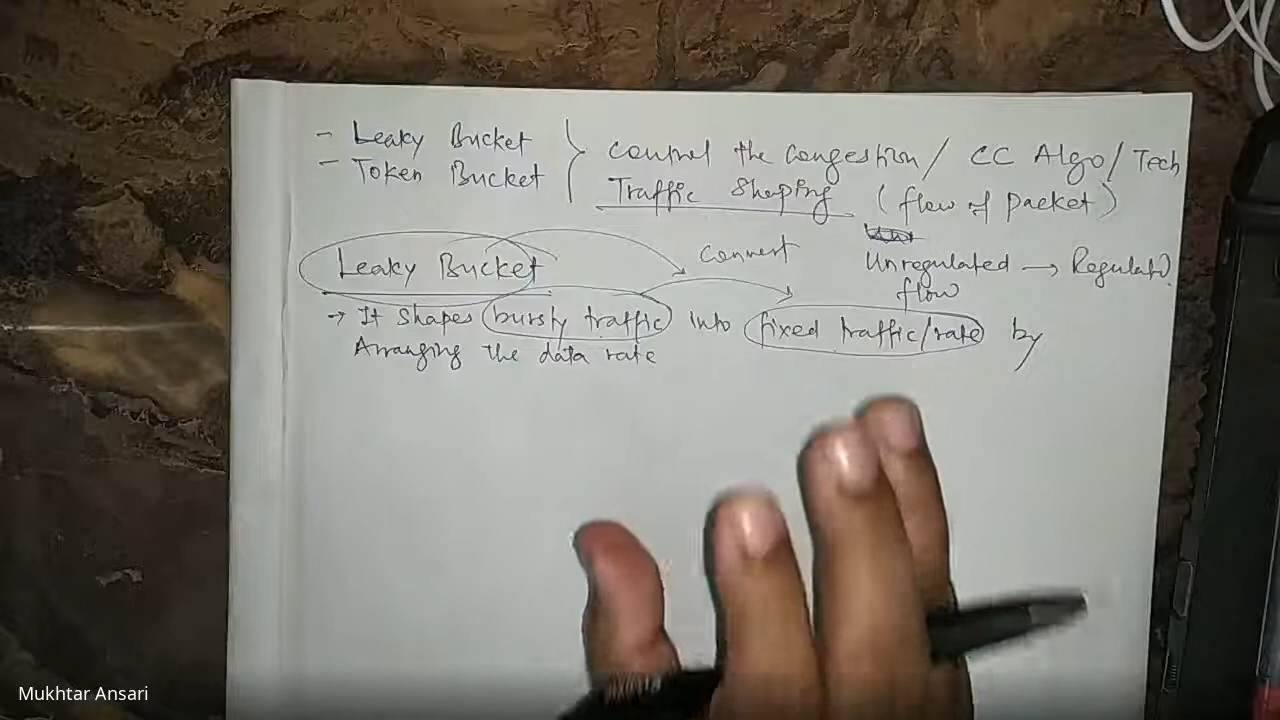 - Leaky Bucket
- Token Bucket
Control the Congestion / CC Algo / Tech
Traffic Shaping (flow of Packet)
Leaky Bucket
Convert
Unregulated → Regulated
flow
→ It Shapes bursty traffic into fixed traffic/rate by
Arranging the data rate
Mukhtar Ansari